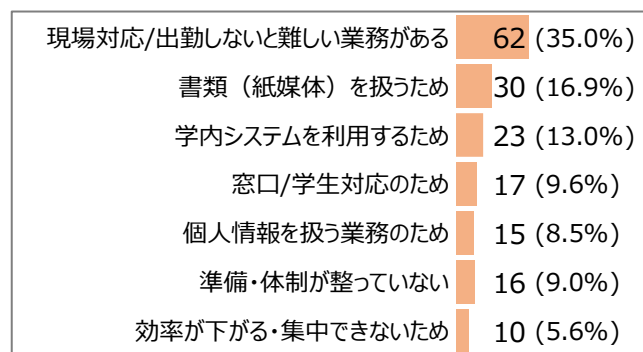 現場対応/出勤しないと難しい業務がある 62 (35.0%)
書類（紙媒体）を扱うため 30 (16.9%)
学内システムを利用するため 23 (13.0%)
窓口/学生対応のため 17 (9.6%)
個人情報を扱う業務のため 15 (8.5%)
準備・体制が整っていない 16 (9.0%)
効率が下がる・集中できないため 10 (5.6%)